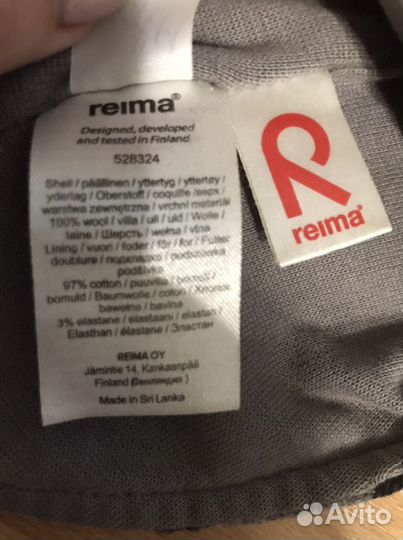 reima®
Designed, developed
and tested in Finland.
528324
Shell / päällinen / yttertyg / yttertøy /
yderlag / Oberstoff / coquille / верх /
warstwa zewnętrzna / vrchní materiál
100% wool / villa / ull / uld / Wolle /
laine / Шерсть / wełna / vlna
Lining / vuori / foder / fôr / for / Futter
doublure / подкладка / podszewka
podšívka
97% cotton / puuvilla / bomull /
bomuld / Baumwolle / coton / Хлопок
bawełna / bavlna
3% elastane / elastaani / elastan /
Elasthan / élastane / Эластан
REIMA OY
Jämintie 14, Kankaanpää
Finland (Финляндия)
Made in Sri Lanka
reima®
Avito